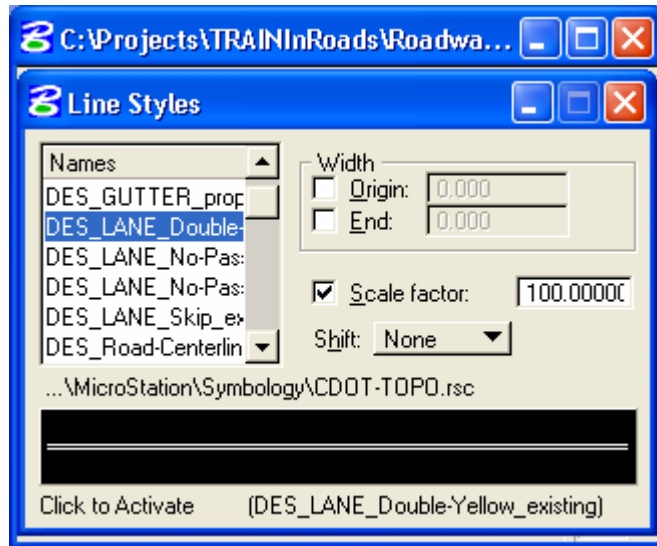 C:\Projects\TRAINInRoads\Roadwa...
Line Styles
Names
DES_GUTTER_prop
DES_LANE_Double-
DES_LANE_No-Pas:
DES_LANE_No-Pas:
DES_LANE_Skip_ex
DES_Road-Centerlin
Width
Origin: 0.000
End: 0.000
Scale factor: 100.0000
Shift: None
...\MicroStation\Symbology\CDOT-TOPO.rsc
Click to Activate (DES_LANE_Double-Yellow_existing)